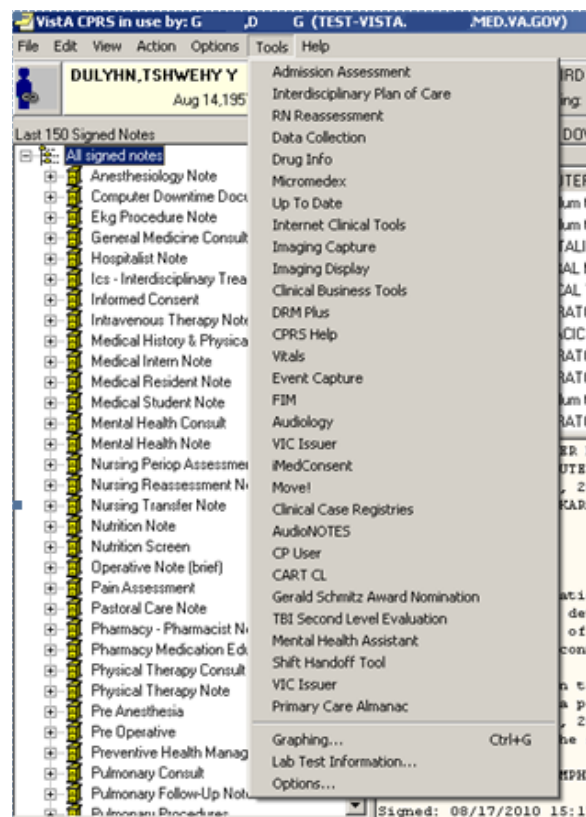 VistA CPRS in use by: G ,D G (TEST-VISTA. .MED.VA.GOV)
File Edit View Action Options Tools Help
DULYHN,TSHWEHY Y
Aug 14,195
Last 150 Signed Notes
All signed notes
Anesthesiology Note
Computer Downtime Docu
Ekg Procedure Note
General Medicine Consult
Hospitalist Note
Ics - Interdisciplinary Trea
Informed Consent
Intravenous Therapy Note
Medical History & Physica
Medical Intern Note
Medical Resident Note
Medical Student Note
Mental Health Consult
Mental Health Note
Nursing Periop Assessmen
Nursing Reassessment N
Nursing Transfer Note
Nutrition Note
Nutrition Screen
Operative Note (brief)
Pain Assessment
Pastoral Care Note
Pharmacy - Pharmacist N
Pharmacy Medication Edu
Physical Therapy Consult
Physical Therapy Note
Pre Anesthesia
Pre Operative
Preventive Health Manag
Pulmonary Consult
Pulmonary Follow-Up Note
Pulmonary Procedures
Admission Assessment
Interdisciplinary Plan of Care
RN Reassessment
Data Collection
Drug Info
Micromedex
Up To Date
Internet Clinical Tools
Imaging Capture
Imaging Display
Clinical Business Tools
DRM Plus
CPRS Help
Vitals
Event Capture
FIM
Audiology
VIC Issuer
iMedConsent
Move!
Clinical Case Registries
AudioNOTES
CP User
CART CL
Gerald Schmitz Award Nomination
TBI Second Level Evaluation
Mental Health Assistant
Shift Handoff Tool
VIC Issuer
Primary Care Almanac
Graphing... Ctrl+G
Lab Test Information...
Options...
Signed: 08/17/2010 15:1